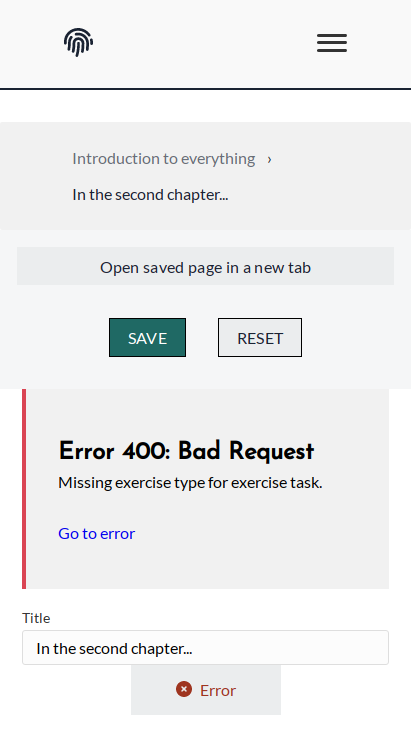 Introduction to everything ›
In the second chapter...
Open saved page in a new tab
SAVE RESET
Error 400: Bad Request
Missing exercise type for exercise task.
Go to error
Title
In the second chapter...
Error